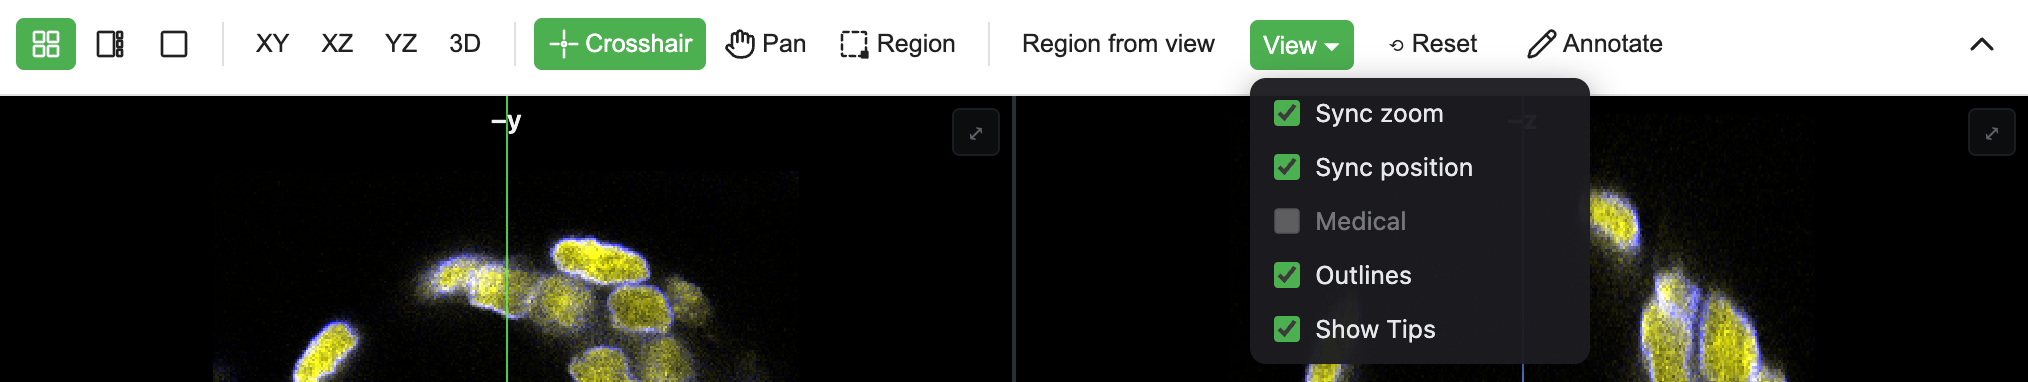 XY XZ YZ 3D Crosshair Pan Region Region from view View Reset Annotate
Sync zoom
Sync position
Medical
Outlines
Show Tips
–y
–z